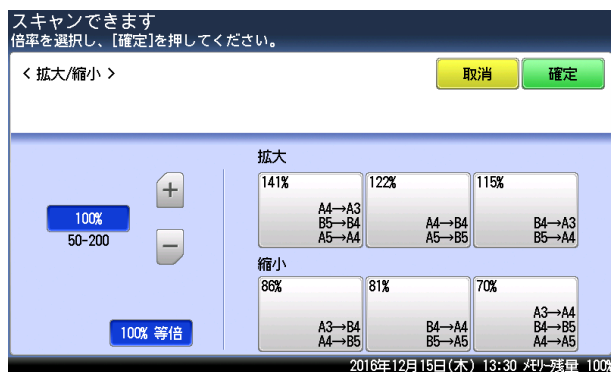 スキャンできます
倍率を選択し、[確定]を押してください。
< 拡大/縮小 >
取消
確定
拡大
141%
A4→A3
B5→B4
A5→A4
122%
A4→B4
A5→B5
115%
B4→A3
B5→A4
+
100%
50-200
−
縮小
86%
A3→B4
A4→B5
81%
B4→A4
B5→A5
70%
A3→A4
B4→B5
A4→A5
100% 等倍
2016年12月15日(木) 13:30 メモリー残量 100%